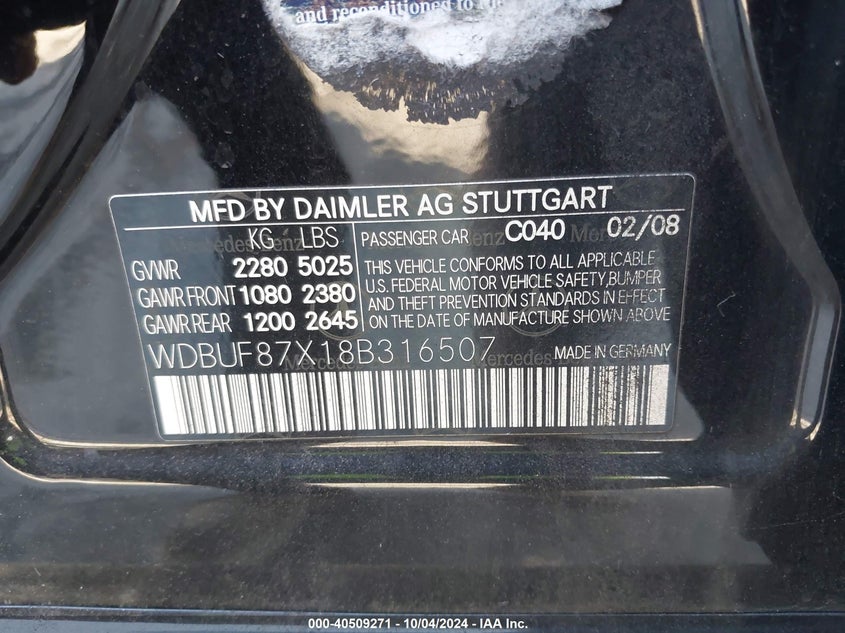 and reconditioned to
MFD BY DAIMLER AG STUTTGART
KG LBS PASSENGER CAR C040 02/08
GVWR 2280 5025 THIS VEHICLE CONFORMS TO ALL APPLICABLE
U.S. FEDERAL MOTOR VEHICLE SAFETY, BUMPER
GAWR FRONT 1080 2380 AND THEFT PREVENTION STANDARDS IN EFFECT
GAWR REAR 1200 2645 ON THE DATE OF MANUFACTURE SHOWN ABOVE.
WDBUF87X18B316507 MADE IN GERMANY
000-40509271 - 10/04/2024 - IAA Inc.